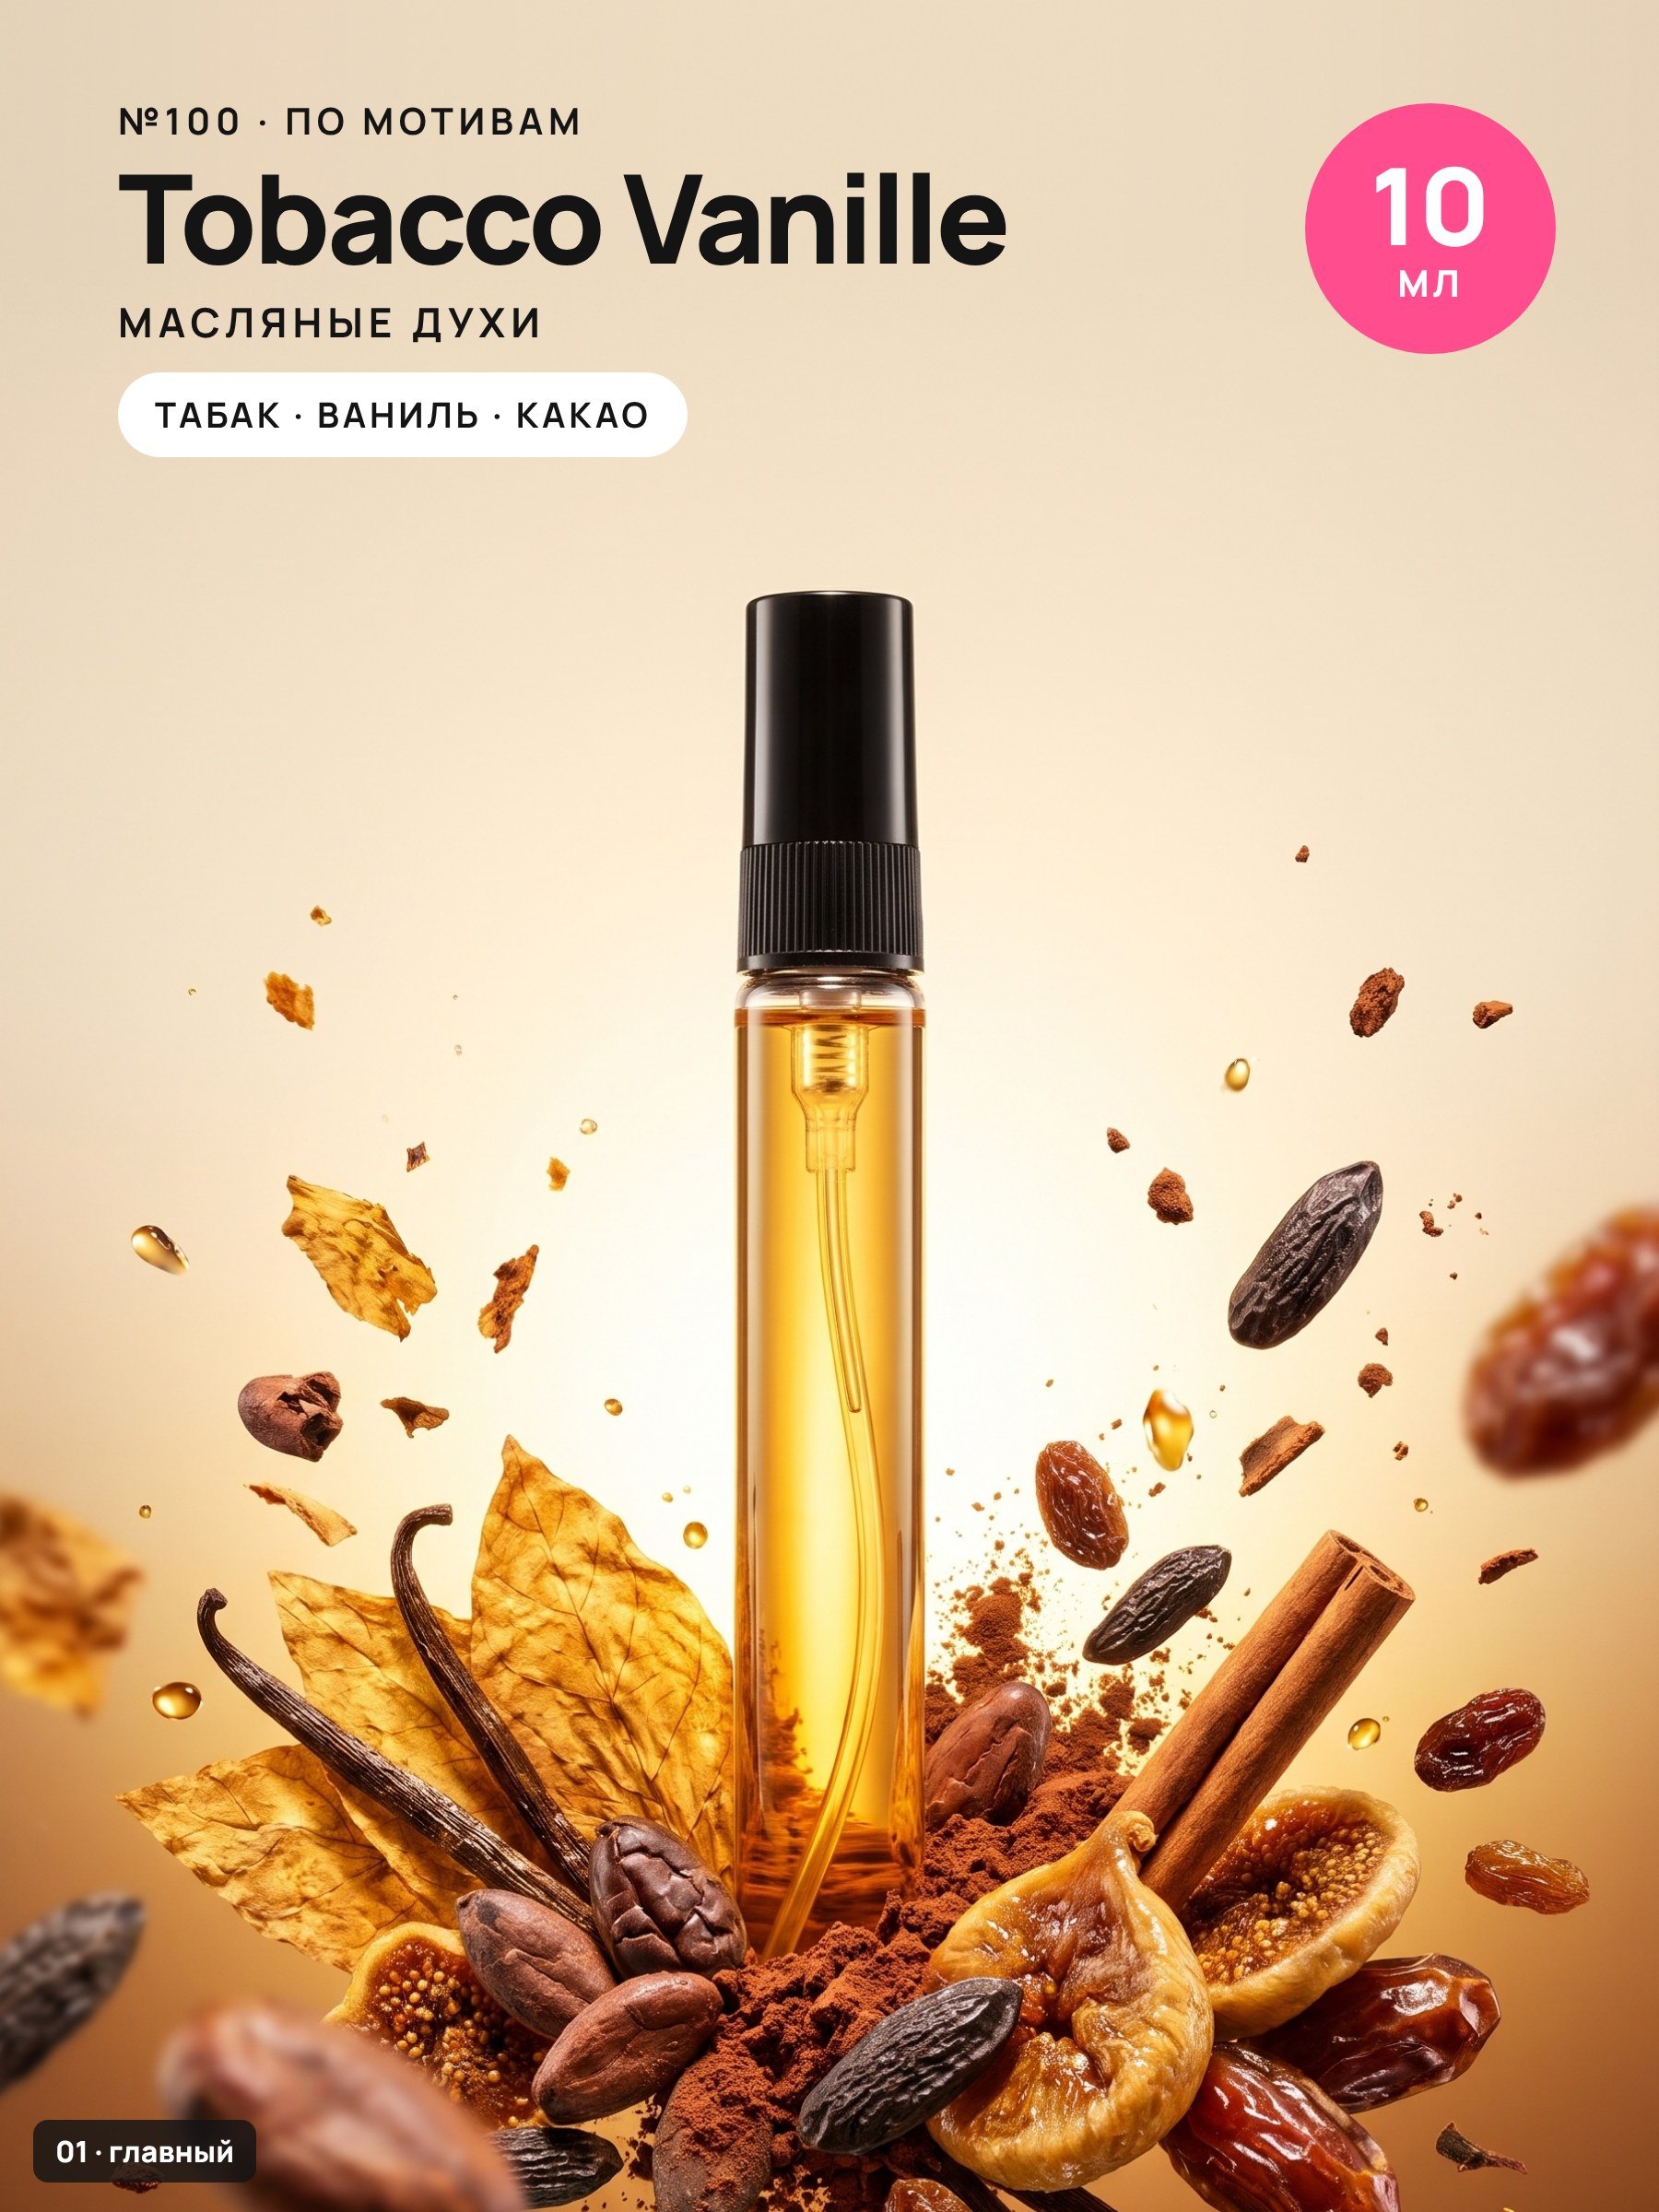 №100 · ПО МОТИВАМ
Tobacco Vanille
МАСЛЯНЫЕ ДУХИ
ТАБАК · ВАНИЛЬ · КАКАО
10
МЛ
01 · главный